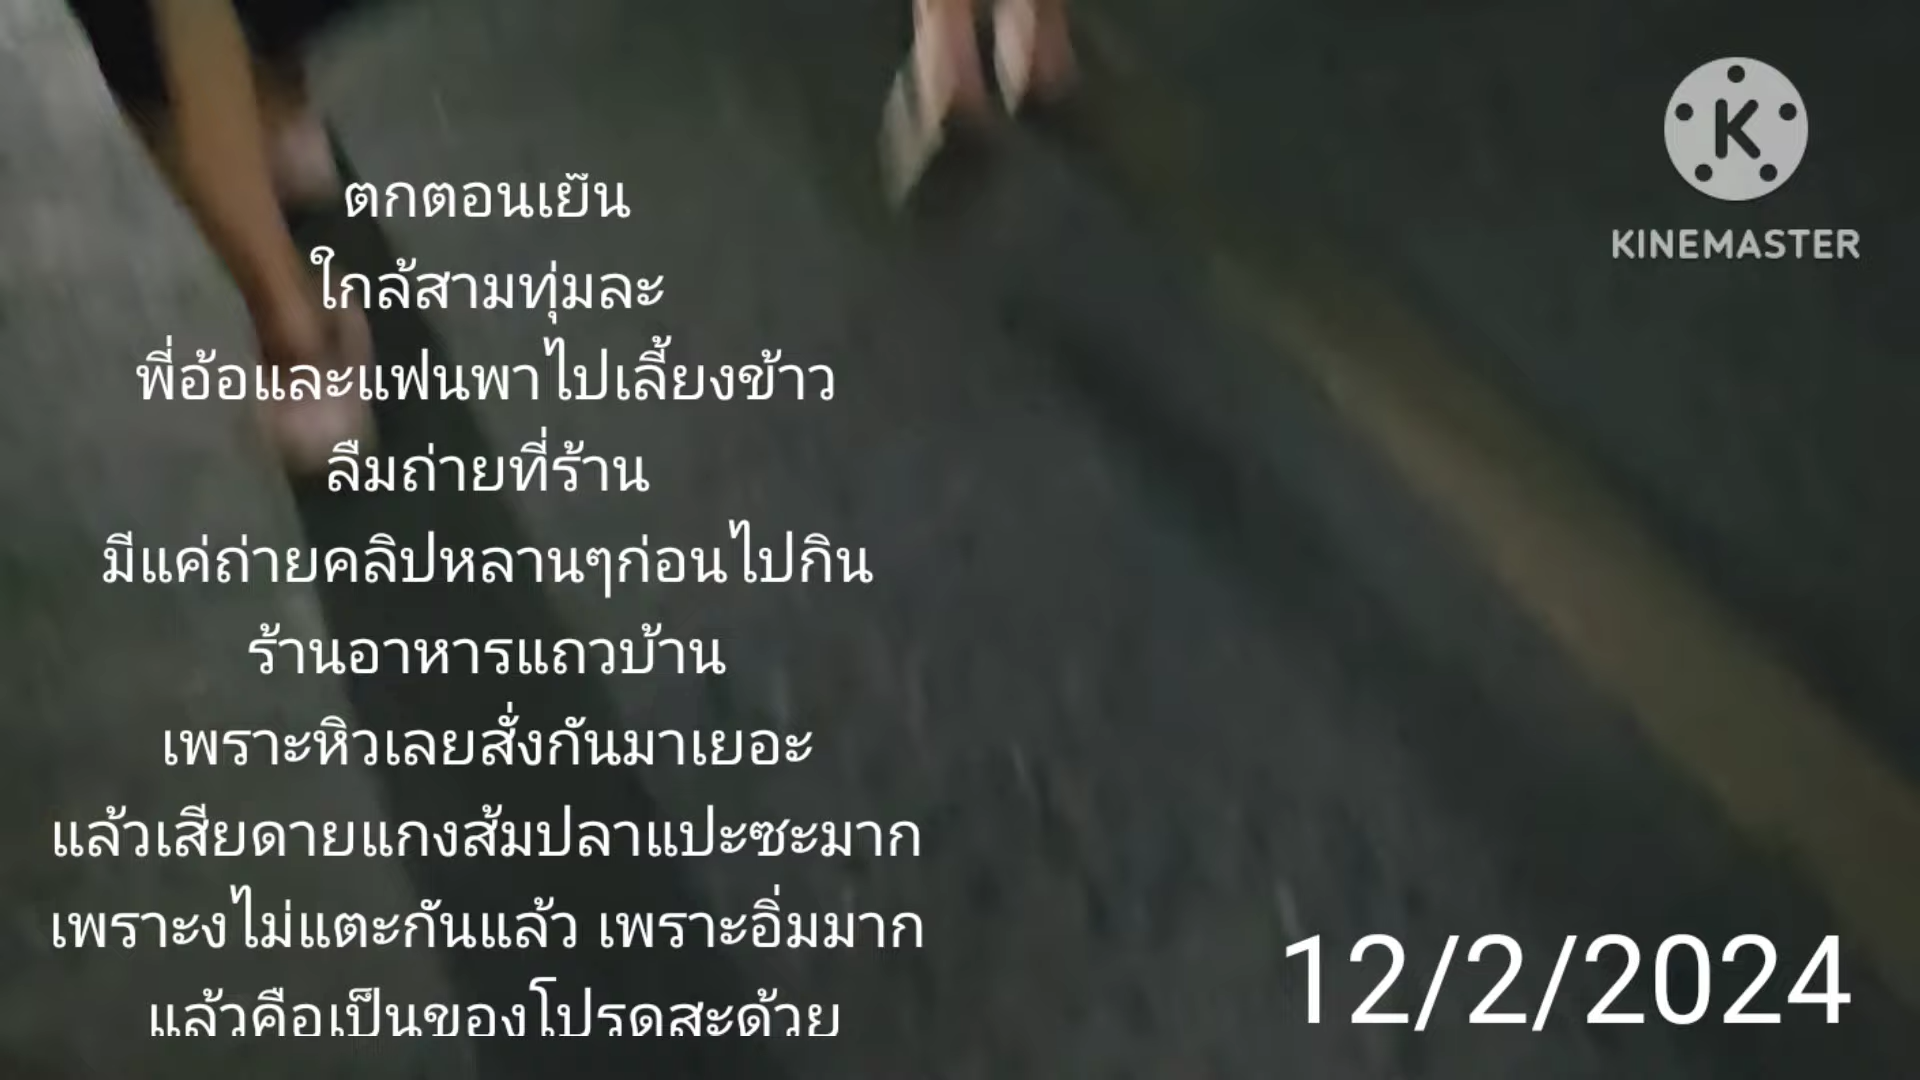 ตกตอนเย๊น
ใกล้สามทุ่มละ
พี่อ้อและแฟนพาไปเลี้ยงข้าว
ลืมถ่ายที่ร้าน
มีแค่ถ่ายคลิปหลานๆก่อนไปกิน
ร้านอาหารแถวบ้าน
เพราะหิวเลยสั่งกันมาเยอะ
แล้วเสียดายแกงส้มปลาแปะซะมาก
เพราะงไม่แตะกันแล้ว เพราะอิ่มมาก
แล้วคือเป็นของโปรดสะด้วย
K
KINEMASTER
12/2/2024